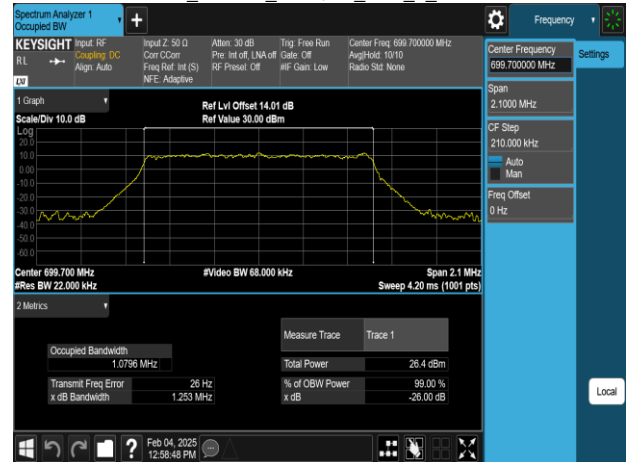 Spectrum Analyzer 1
Occupied BW
Frequency
KEYSIGHT
Input: RF
Coupling: DC
Align: Auto
Input Z: 50 Ω
Corr CCorr
Freq Ref: Int (S)
NFE: Adaptive
Atten: 30 dB
Pre: Int off, LNA off
RF Presel: Off
Trig: Free Run
Gate: Off
#IF Gain: Low
Center Freq: 699.700000 MHz
Avg|Hold: 10/10
Radio Std: None
RL
LXI
Center Frequency
699.700000 MHz
Settings
Span
2.1000 MHz
CF Step
210.000 kHz
Auto
Man
Freq Offset
0 Hz
Local
1 Graph
Scale/Div 10.0 dB
Ref Lvl Offset 14.01 dB
Ref Value 30.00 dBm
Log
20.0
10.0
0.00
-10.0
-20.0
-30.0
-40.0
-50.0
-60.0
Center 699.700 MHz
#Video BW 68.000 kHz
Span 2.1 MHz
#Res BW 22.000 kHz
Sweep 4.20 ms (1001 pts)
2 Metrics
Measure Trace
Trace 1
Occupied Bandwidth
1.0796 MHz
Total Power
26.4 dBm
Transmit Freq Error
26 Hz
% of OBW Power
99.00 %
x dB Bandwidth
1.253 MHz
x dB
-26.00 dB
?
Feb 04, 2025
12:58:48 PM